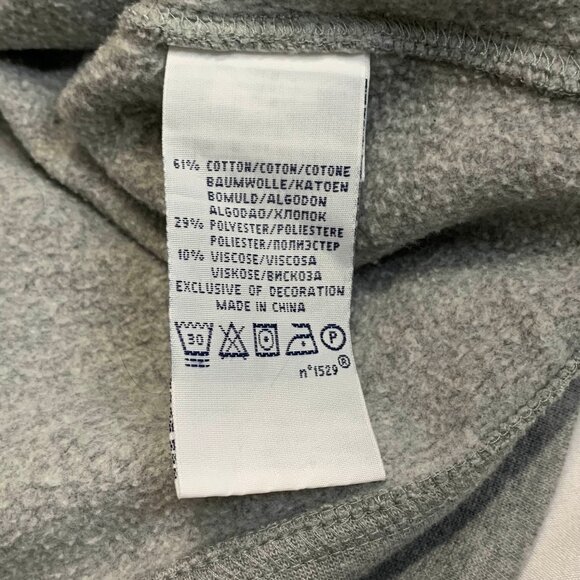 61% COTTON/COTON/COTONE
BAUMWOLLE/KATOEN
BOMULD/ALGODON
ALGODAO/ХЛОПОК
29% POLYESTER/POLIESTERE
POLIESTER/ПОЛИЭСТЕР
10% VISCOSE/VISCOSA
VISKOSE/ВИСКОЗА
EXCLUSIVE OF DECORATION
MADE IN CHINA
30 P
n°1529®